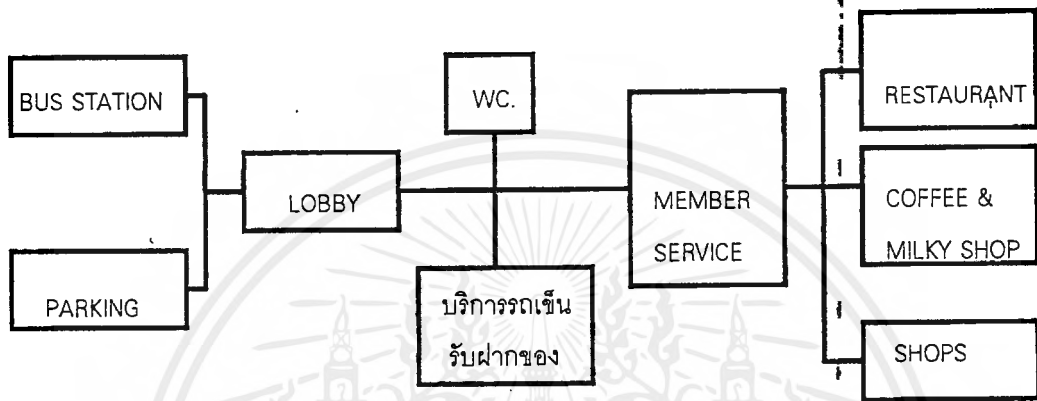 BUS STATION
PARKING
LOBBY
WC.
บริการรถเข็น
รับฝากของ
MEMBER
SERVICE
RESTAURANT
COFFEE &
MILKY SHOP
SHOPS